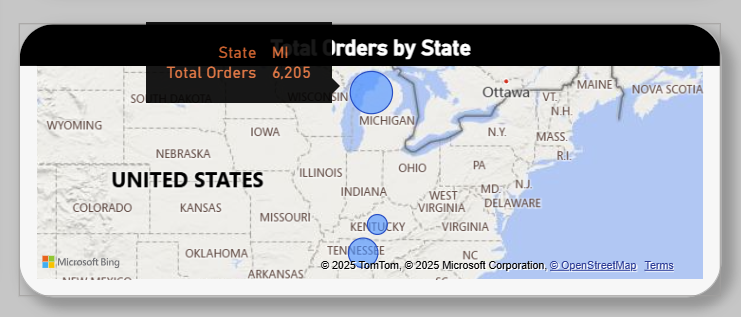 Total Orders by State
State MI
Total Orders 6,205
Ottawa
MAINE
NOVA SCOTIA
SOUTH DAKOTA
WISCONSIN
VT.
N.H.
MICHIGAN
WYOMING
IOWA
N.Y.
MASS.
NEBRASKA
R.I.
ILLINOIS
OHIO
PA
UNITED STATES
INDIANA
MD.
N.J.
COLORADO
KANSAS
WEST
VIRGINIA
DELAWARE
MISSOURI
KENTUCKY
VIRGINIA
OKLAHOMA
TENNESSEE
NC
Microsoft Bing
© 2025 TomTom, © 2025 Microsoft Corporation, © OpenStreetMap Terms
ARKANSAS
NEW MEXICO
SC